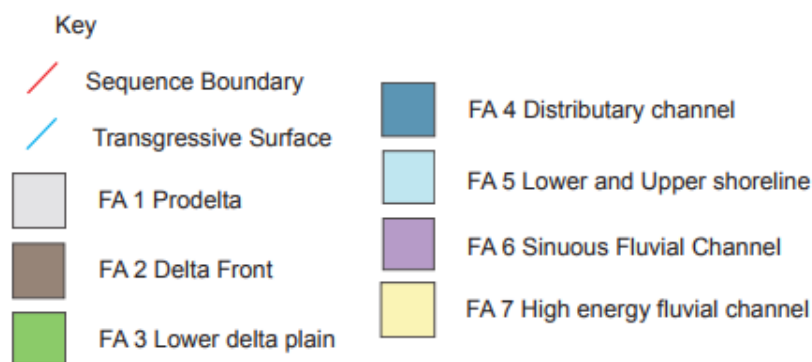 Key
Sequence Boundary
Transgressive Surface
FA 1 Prodelta
FA 2 Delta Front
FA 3 Lower delta plain
FA 4 Distributary channel
FA 5 Lower and Upper shoreline
FA 6 Sinuous Fluvial Channel
FA 7 High energy fluvial channel